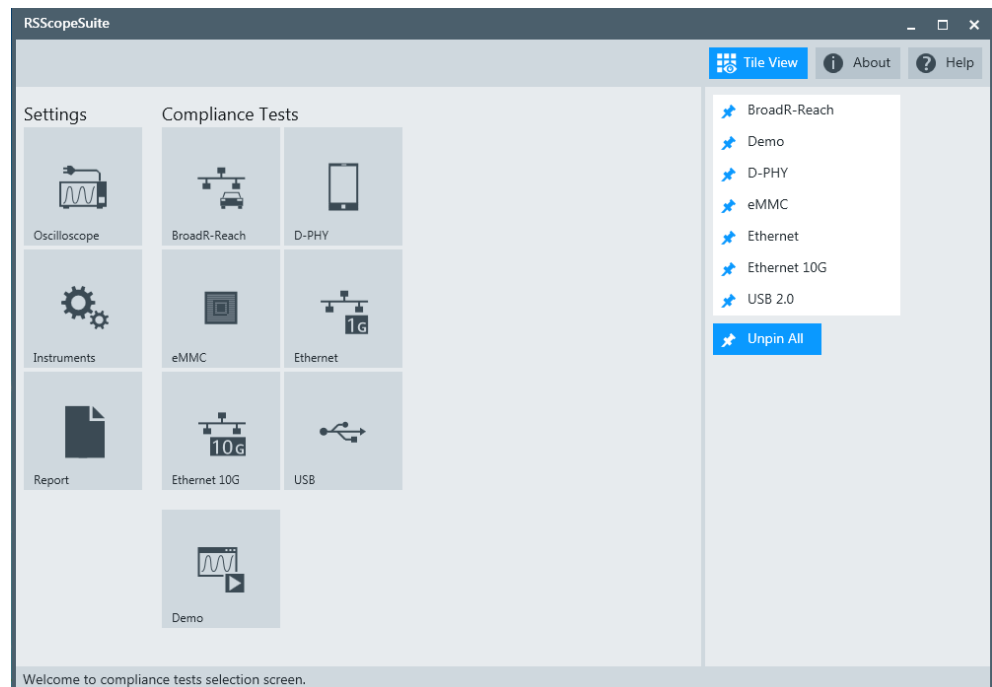 RSScopeSuite
Tile View
About
Help
Settings
Compliance Tests
Oscilloscope
BroadR-Reach
D-PHY
Instruments
eMMC
1G
Ethernet
Report
10G
Ethernet 10G
USB
Demo
BroadR-Reach
Demo
D-PHY
eMMC
Ethernet
Ethernet 10G
USB 2.0
Unpin All
Welcome to compliance tests selection screen.